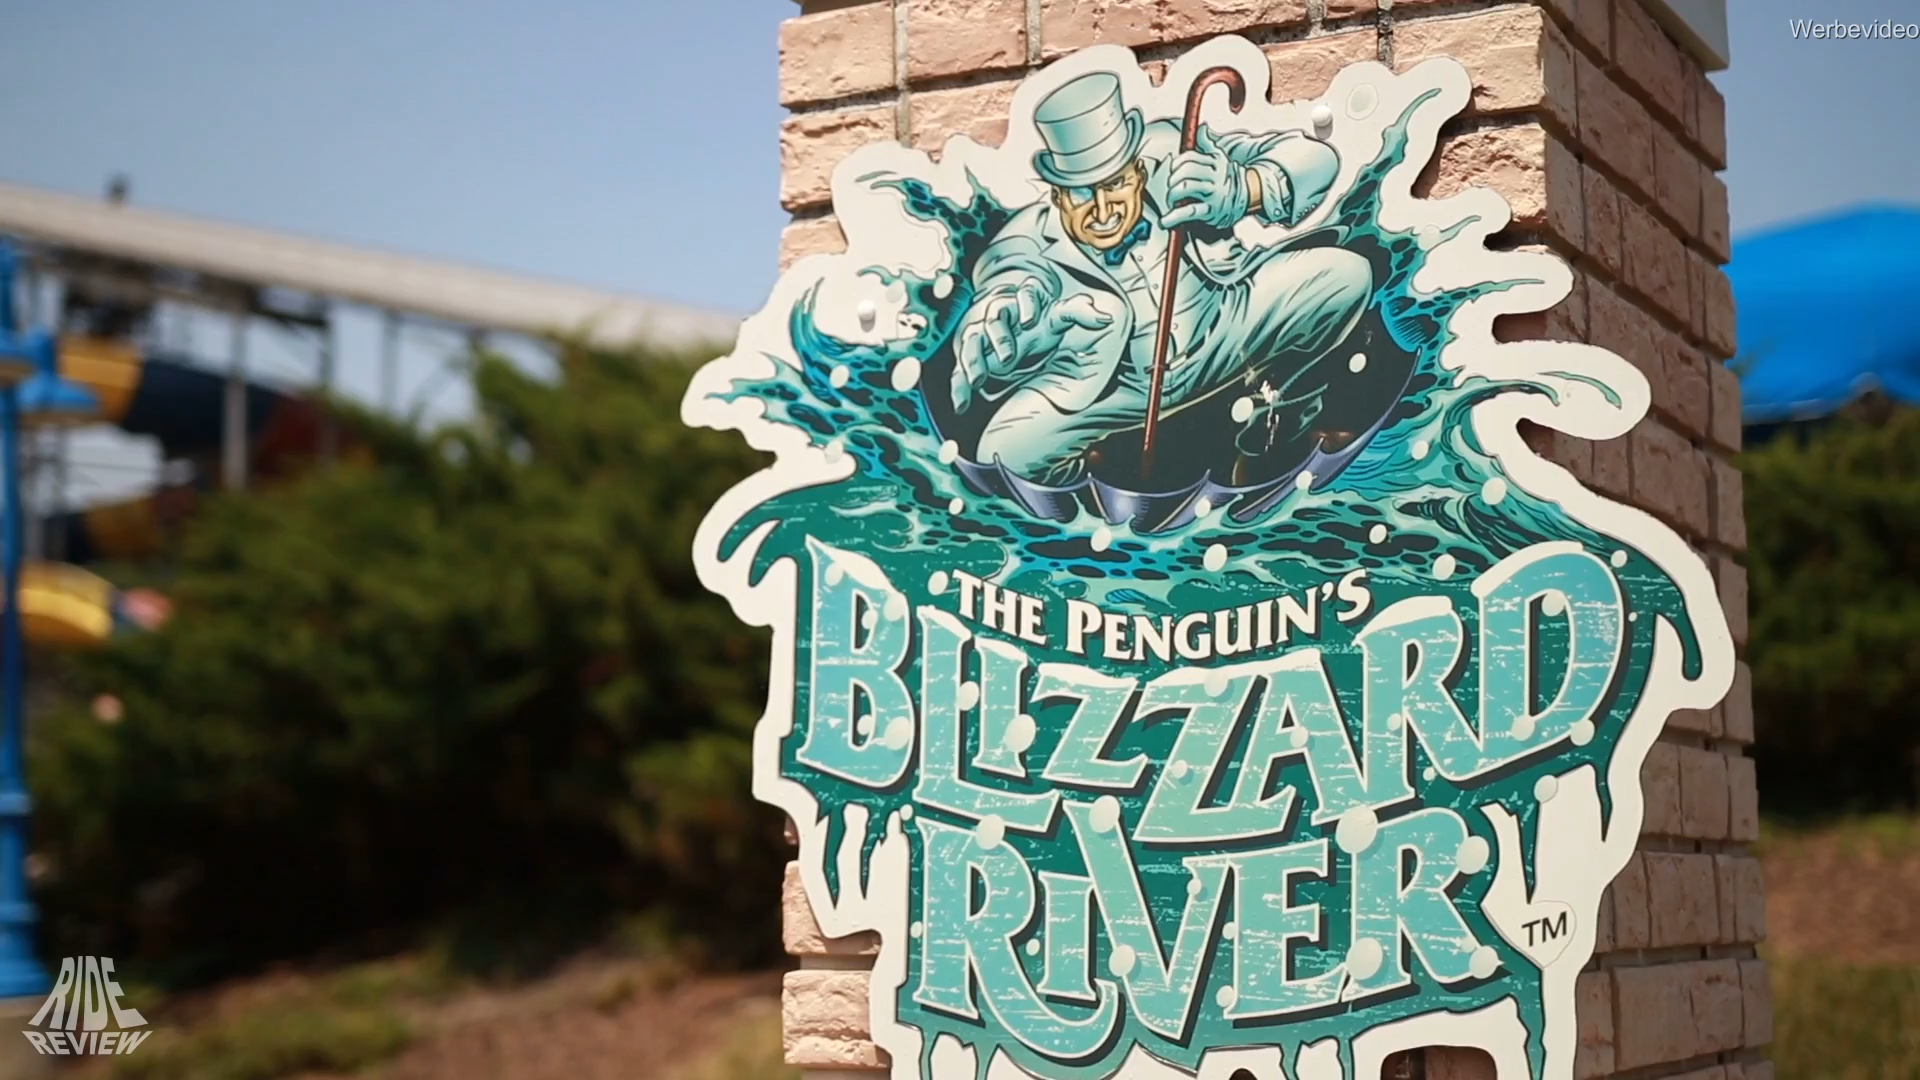 Werbevideo
THE PENGUIN'S
BLIZZARD
RIVER
TM
RIDE
REVIEW